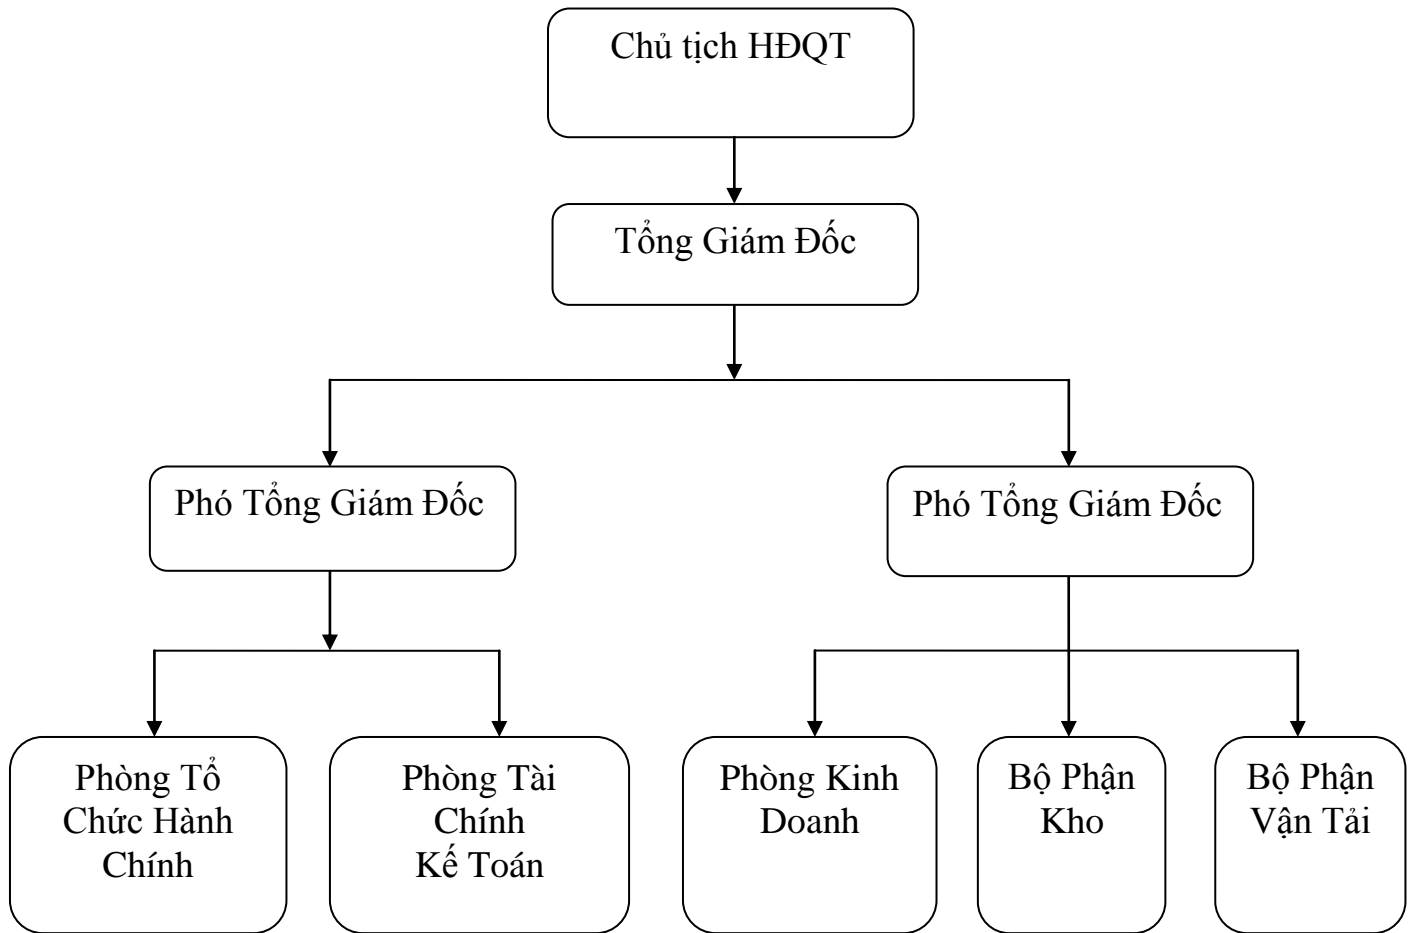 Chủ tịch HĐQT
Tổng Giám Đốc
Phó Tổng Giám Đốc
Phó Tổng Giám Đốc
Phòng Tổ
Chức Hành
Chính
Phòng Tài
Chính
Kế Toán
Phòng Kinh
Doanh
Bộ Phận
Kho
Bộ Phận
Vận Tải